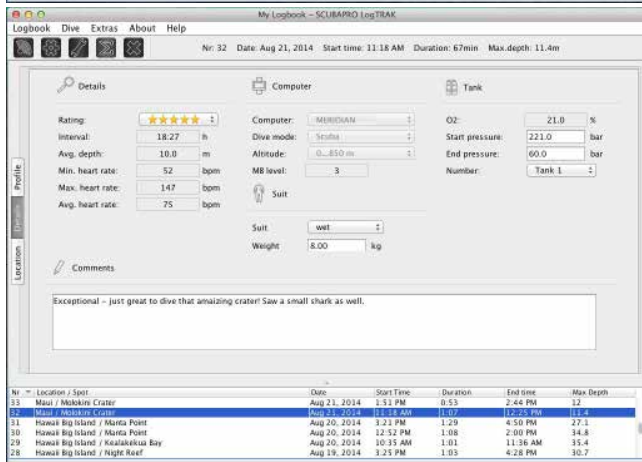 My Logbook – SCUBAPRO LogTRAK
Logbook Dive Extras About Help
Nr: 32 Date: Aug 21, 2014 Start time: 11:18 AM Duration: 67min Max.depth: 11.4m
Details Computer Tank
Rating: Computer: MERIDIAN O2: 21.0 %
Interval: 18:27 h Dive mode: Scuba Start pressure: 221.0 bar
Avg. depth: 10.0 m Altitude: 0...850 m End pressure: 60.0 bar
Min. heart rate: 52 bpm MB level: 3 Number: Tank 1
Max. heart rate: 147 bpm Suit
Avg. heart rate: 75 bpm
Suit wet
Weight 8.00 kg
Profile
Details
Location
Comments
Exceptional – just great to dive that amaizing crater! Saw a small shark as well.
Nr Location / Spot Date Start Time Duration End time Max Depth
33 Maui / Molokini Crater Aug 21, 2014 1:51 PM 0:53 2:44 PM 12
32 Maui / Molokini Crater Aug 21, 2014 11:18 AM 1:07 12:25 PM 11.4
31 Hawaii Big Island / Manta Point Aug 20, 2014 3:21 PM 1:29 4:50 PM 27.1
30 Hawaii Big Island / Manta Point Aug 20, 2014 12:52 PM 1:08 2:00 PM 34.8
29 Hawaii Big Island / Kealakekua Bay Aug 20, 2014 10:35 AM 1:01 11:36 AM 35.4
28 Hawaii Big Island / Night Reef Aug 19, 2014 3:25 PM 1:03 4:28 PM 30.7